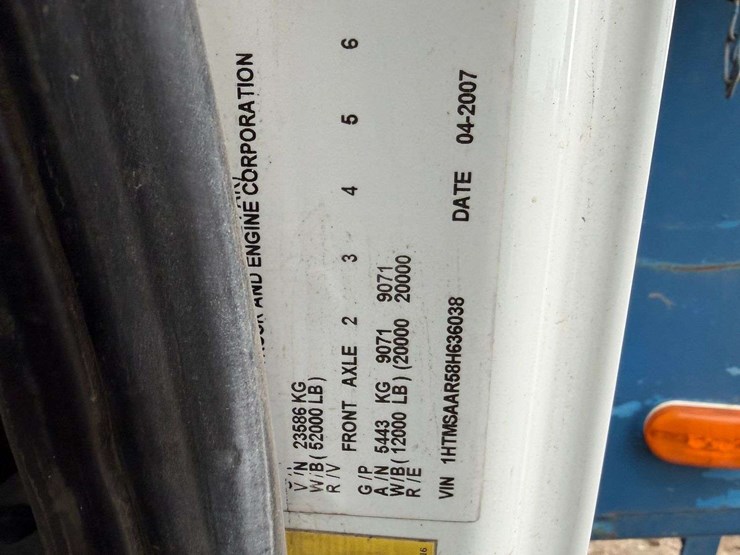 AND ENGINE CORPORATION
V/N 23586 KG
W/B ( 52000 LB )
R/V
FRONT AXLE 2 3 4 5 6
G/P
A/N 5443 KG 9071 9071
W/B ( 12000 LB ) (20000 20000
R/E
VIN 1HTMSAAR58H636038 DATE 04-2007